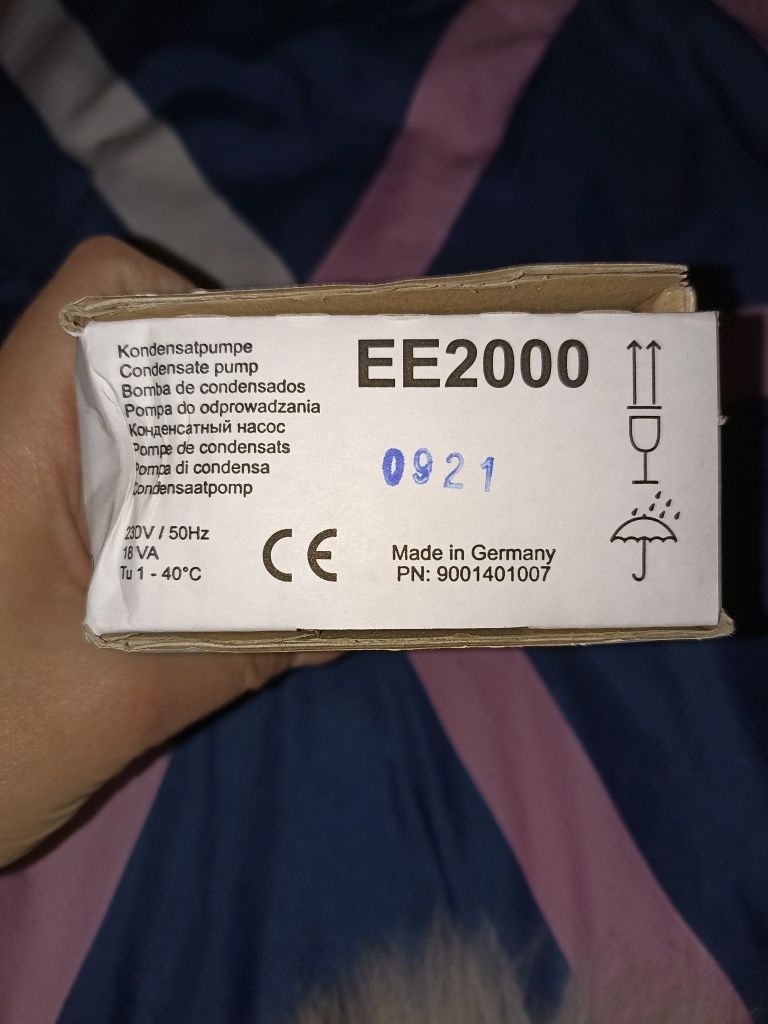 Kondensatpumpe
Condensate pump
Bomba de condensados
Pompa do odprowadzania
Конденсатный насос
Pompe de condensats
Pompa di condensa
Condensaatpomp
EE2000
0921
230V / 50Hz
18 VA
Tu 1 - 40°C
CE
Made in Germany
PN: 9001401007